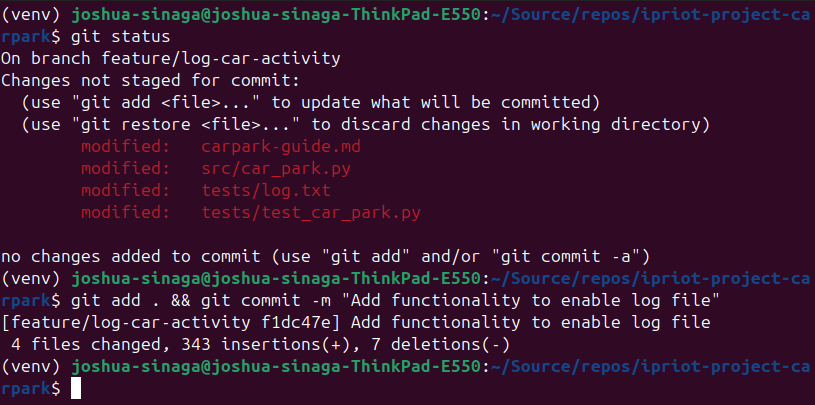 (venv) joshua-sinaga@joshua-sinaga-ThinkPad-E550:~/Source/repos/ipriot-project-ca
rpark$ git status
On branch feature/log-car-activity
Changes not staged for commit:
  (use "git add <file>..." to update what will be committed)
  (use "git restore <file>..." to discard changes in working directory)
        modified:   carpark-guide.md
        modified:   src/car_park.py
        modified:   tests/log.txt
        modified:   tests/test_car_park.py

no changes added to commit (use "git add" and/or "git commit -a")
(venv) joshua-sinaga@joshua-sinaga-ThinkPad-E550:~/Source/repos/ipriot-project-ca
rpark$ git add . && git commit -m "Add functionality to enable log file"
[feature/log-car-activity f1dc47e] Add functionality to enable log file
 4 files changed, 343 insertions(+), 7 deletions(-)
(venv) joshua-sinaga@joshua-sinaga-ThinkPad-E550:~/Source/repos/ipriot-project-ca
rpark$